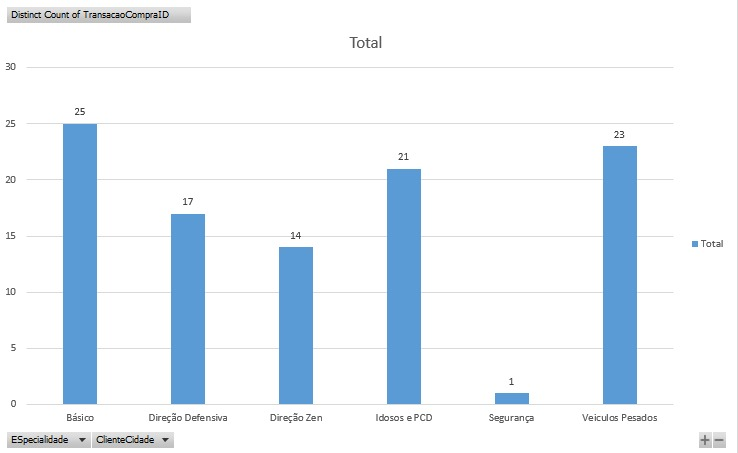 Distinct Count of TransacaoCompraID
Total
30
25
20
15
10
5
0
25
17
14
21
1
23
Básico
Direção Defensiva
Direção Zen
Idosos e PCD
Segurança
Veiculos Pesados
Total
ESpecialidade
ClienteCidade